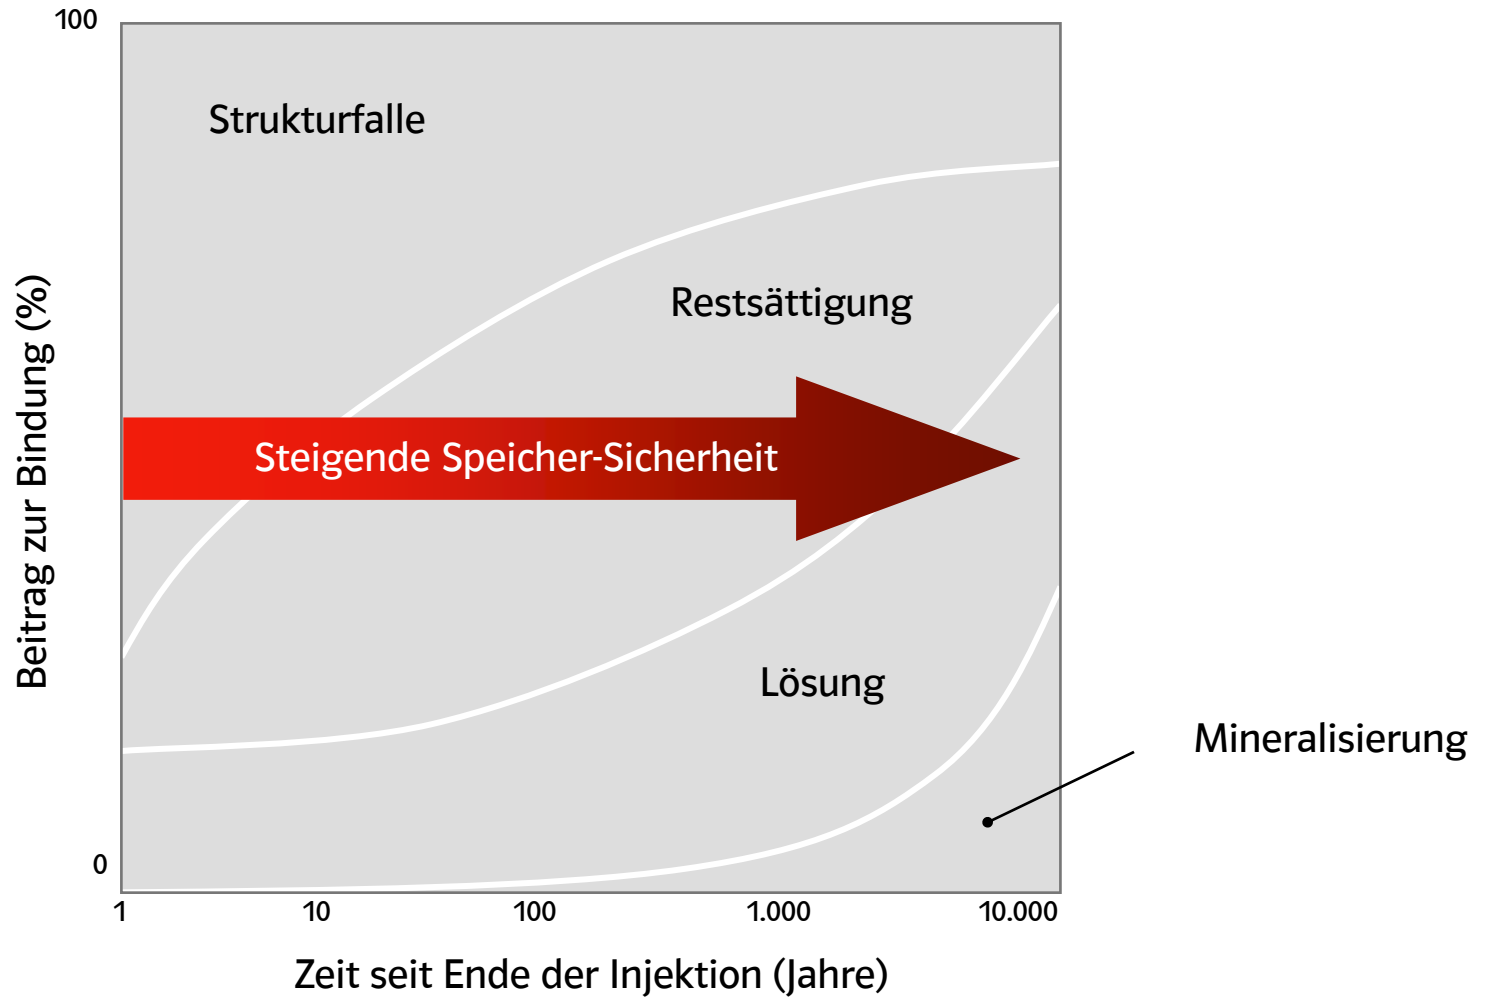 100
Strukturfalle
Restsättigung
Steigende Speicher-Sicherheit
Lösung
Mineralisierung
Beitrag zur Bindung (%)
0
1 10 100 1.000 10.000
Zeit seit Ende der Injektion (Jahre)